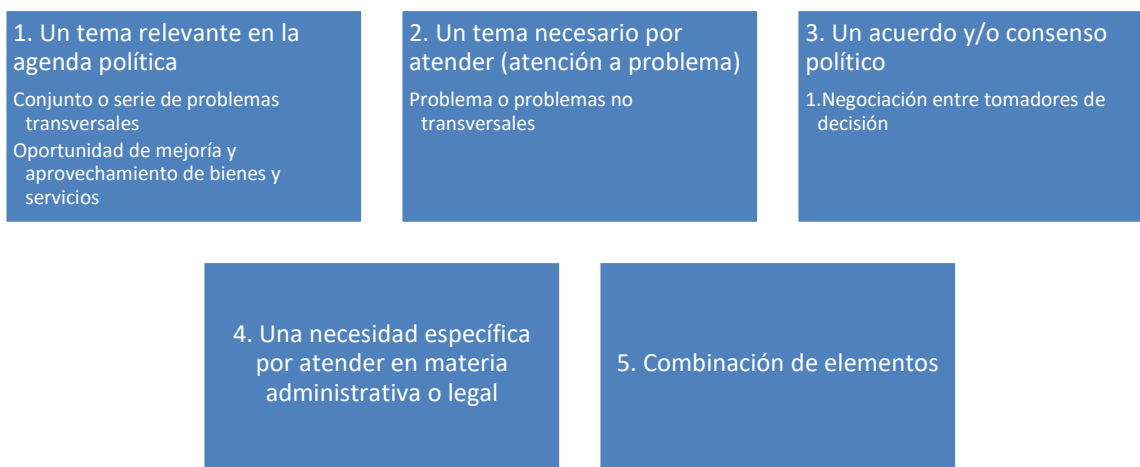 1. Un tema relevante en la
agenda política
Conjunto o serie de problemas
transversales
Oportunidad de mejoría y
aprovechamiento de bienes y
servicios
2. Un tema necesario por
atender (atención a problema)
Problema o problemas no
transversales
3. Un acuerdo y/o consenso
político
1.Negociación entre tomadores de
decisión
4. Una necesidad específica
por atender en materia
administrativa o legal
5. Combinación de elementos